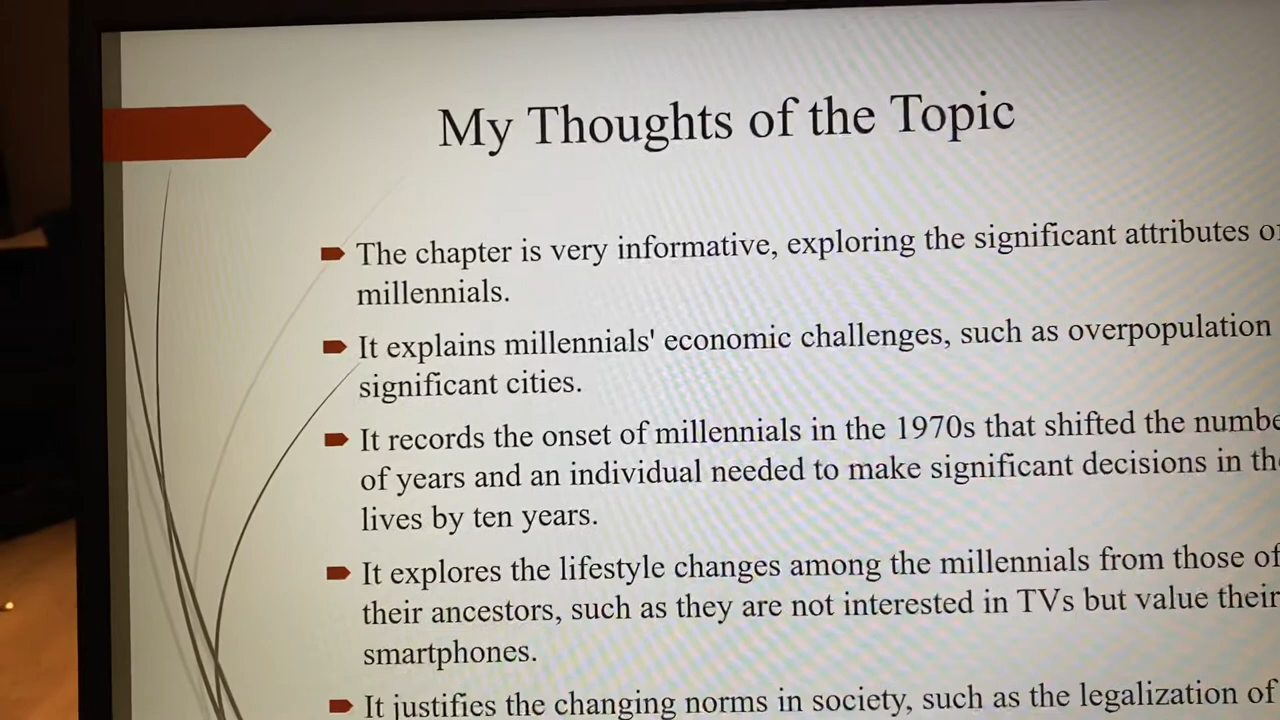 My Thoughts of the Topic
The chapter is very informative, exploring the significant attributes
millennials.
It explains millennials' economic challenges, such as overpopulation
significant cities.
It records the onset of millennials in the 1970s that shifted the
of years and an individual needed to make significant decisions in
lives by ten years.
It explores the lifestyle changes among the millennials from those of
their ancestors, such as they are not interested in TVs but value their
smartphones.
It justifies the changing norms in society, such as the legalization of